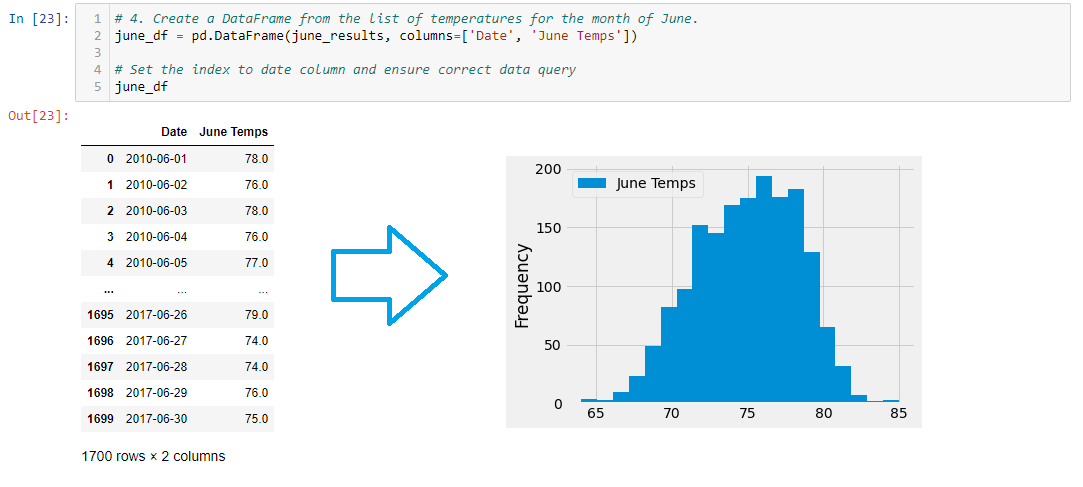 In [23]:
1 # 4. Create a DataFrame from the list of temperatures for the month of June.
2 june_df = pd.DataFrame(june_results, columns=['Date', 'June Temps'])
3
4 # Set the index to date column and ensure correct data query
5 june_df
Out[23]:
Date June Temps
0 2010-06-01 78.0
1 2010-06-02 76.0
2 2010-06-03 78.0
3 2010-06-04 76.0
4 2010-06-05 77.0
... ... ...
1695 2017-06-26 79.0
1696 2017-06-27 74.0
1697 2017-06-28 74.0
1698 2017-06-29 76.0
1699 2017-06-30 75.0
1700 rows × 2 columns
June Temps
Frequency
200
150
100
50
0
65 70 75 80 85